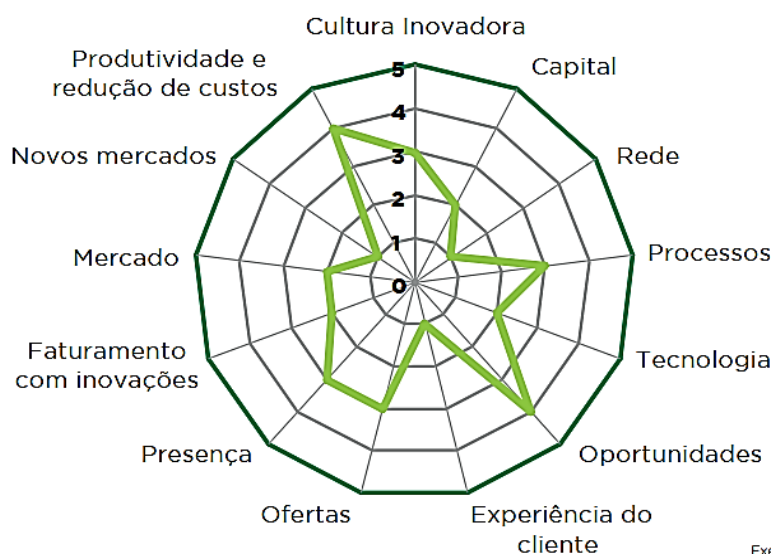 Cultura Inovadora
Produtividade e
redução de custos
Capital
Novos mercados
Rede
Mercado
Processos
Faturamento
com inovações
Tecnologia
Presença
Oportunidades
Ofertas
Experiência do
cliente
5
4
3
2
1
0